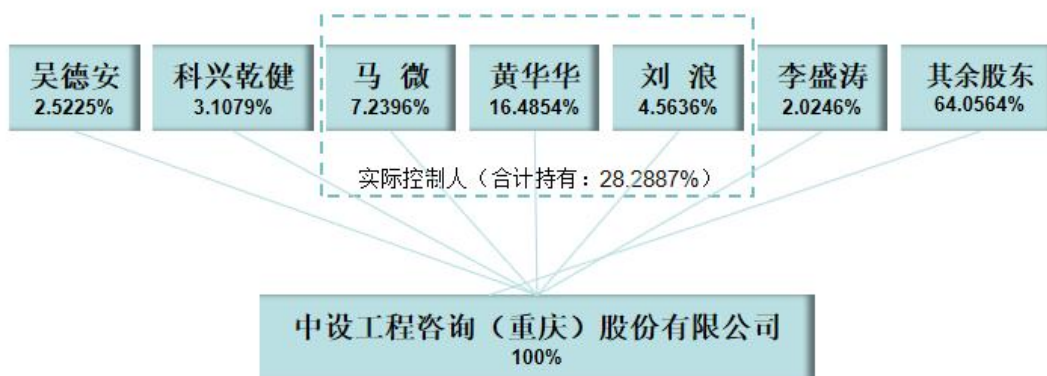 吴德安
2.5225%
科兴乾健
3.1079%
马 微
7.2396%
黄华华
16.4854%
刘 浪
4.5636%
李盛涛
2.0246%
其余股东
64.0564%
实际控制人（合计持有：28.2887%）
中设工程咨询（重庆）股份有限公司
100%